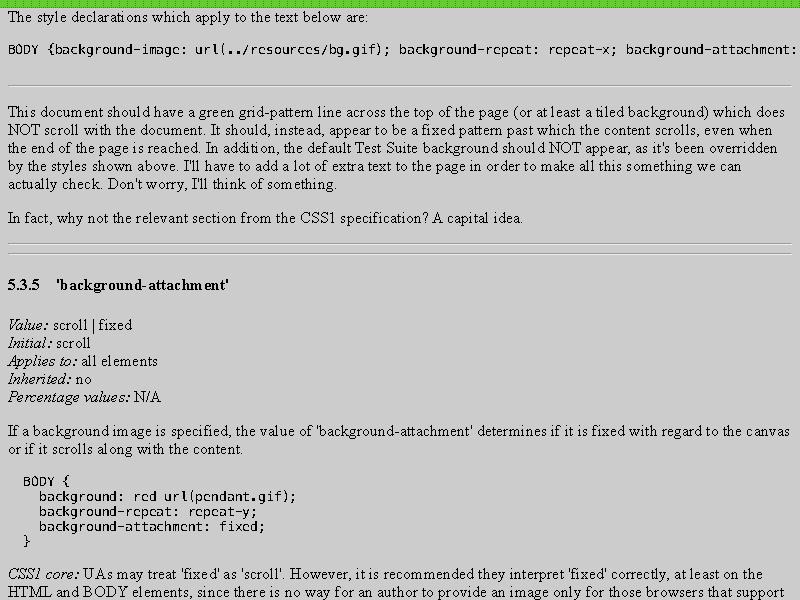 The style declarations which apply to the text below are:
BODY {background-image: url(../resources/bg.gif); background-repeat: repeat-x; background-attachment:
This document should have a green grid-pattern line across the top of the page (or at least a tiled background) which does
NOT scroll with the document. It should, instead, appear to be a fixed pattern past which the content scrolls, even when
the end of the page is reached. In addition, the default Test Suite background should NOT appear, as it's been overridden
by the styles shown above. I'll have to add a lot of extra text to the page in order to make all this something we can
actually check. Don't worry, I'll think of something.
In fact, why not the relevant section from the CSS1 specification? A capital idea.
5.3.5 'background-attachment'
Value: scroll | fixed
Initial: scroll
Applies to: all elements
Inherited: no
Percentage values: N/A
If a background image is specified, the value of 'background-attachment' determines if it is fixed with regard to the canvas
or if it scrolls along with the content.
BODY {
background: red url(pendant.gif);
background-repeat: repeat-y;
background-attachment: fixed;
}
CSS1 core: UAs may treat 'fixed' as 'scroll'. However, it is recommended they interpret 'fixed' correctly, at least on the
HTML and BODY elements, since there is no way for an author to provide an image only for those browsers that support